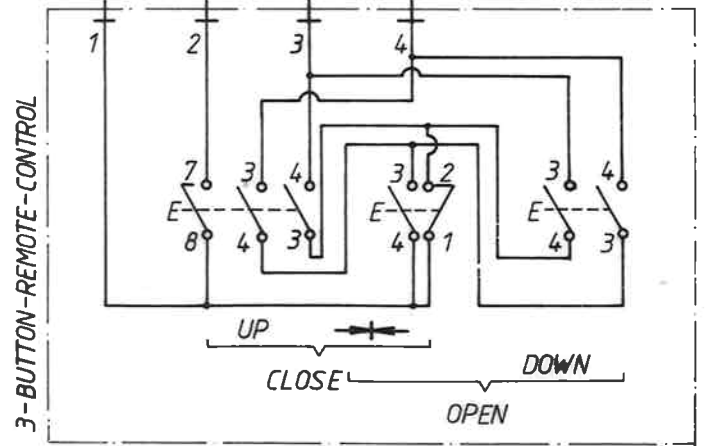 1 2 3 4
3-BUTTON-REMOTE-CONTROL
7 3 4 3 2 3 4
E E E
8 4 3 4 1 4 3
UP
CLOSE DOWN
OPEN